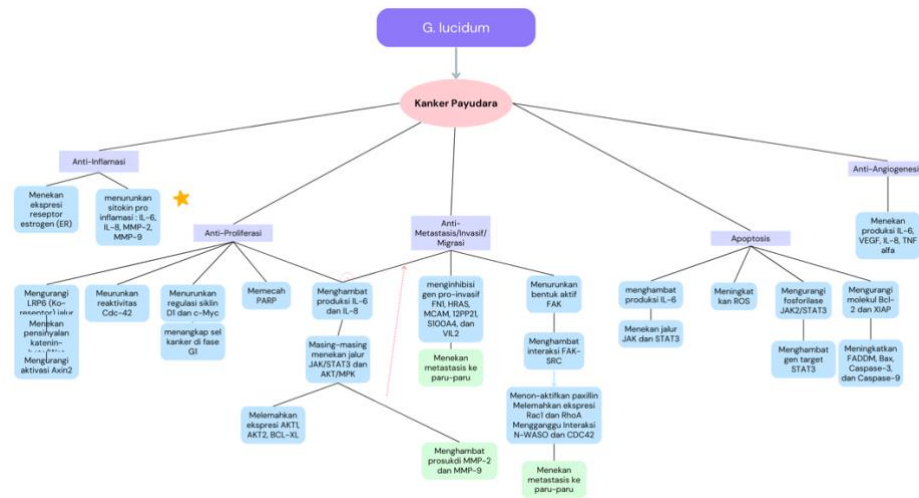 G. lucidum
Kanker Payudara
Anti-Inflamasi
Menekan
ekspresi
reseptor
estrogen (ER)
menurunkan
sitokin pro
inflamasi : IL-6,
IL-8, MMP-2,
MMP-9
Anti-Proliferasi
Mengurangi
LRP6 (Ko-
reseptor) jalur
Menekan
pensinyalan
katenin-
Mengurangi
aktivasi Axin2
Meurunkan
reaktivitas
Cdc-42
Menurunkan
regulasi siklin
D1 dan c-Myc
menangkap sel
kanker di fase
G1
Memecah
PARP
Menghambat
produksi IL-6
dan IL-8
Masing-masing
menekan jalur
JAK/STAT3 dan
AKT/MPK
Melemahkan
ekspresi AKT1,
AKT2, BCL-XL
Menghambat
prosukdi MMP-2
dan MMP-9
Anti-
Metastasis/Invasif/
Migrasi
menginhibisi
gen pro-invasif
FN1, HRAS,
MCAM, 12PP21,
S100A4, dan
VIL2
Menekan
metastasis ke
paru-paru
Menurunkan
bentuk aktif
FAK
Menghambat
interaksi FAK-
SRC
Menon-aktifkan paxillin
Melemahkan ekspresi
Rac1 dan RhoA
Mengganggu Interaksi
N-WASO dan CDC42
Menekan
metastasis ke
paru-paru
Apoptosis
menghambat
produksi IL-6
Menekan jalur
JAK dan STAT3
Meningkat
kan ROS
Mengurangi
fosforilase
JAK2/STAT3
Menghambat
gen target
STAT3
Mengurangi
molekul Bcl-
2 dan XIAP
Meningkatkan
FADDM, Bax,
Caspase-3,
dan Caspase-9
Anti-Angiogenesi
Menekan
produksi IL-6,
VEGF, IL-8, TNF
alfa